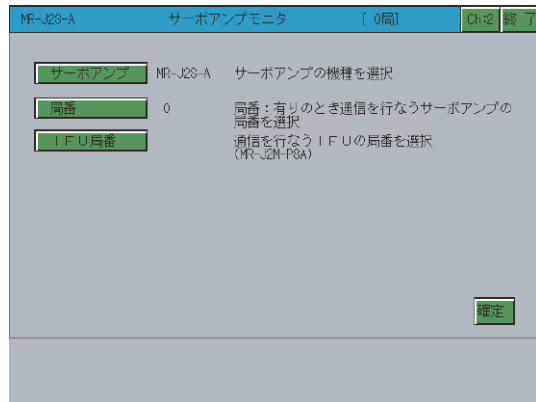 MR-J2S-A サーボアンプモニタ [ 0局] Ch:2 終 了
サーボアンプ MR-J2S-A サーボアンプの機種を選択
局番 0 局番：有りのとき通信を行なうサーボアンプの
局番を選択
ＩＦＵ局番 通信を行なうＩＦＵの局番を選択
(MR-J2M-P8A)
確定